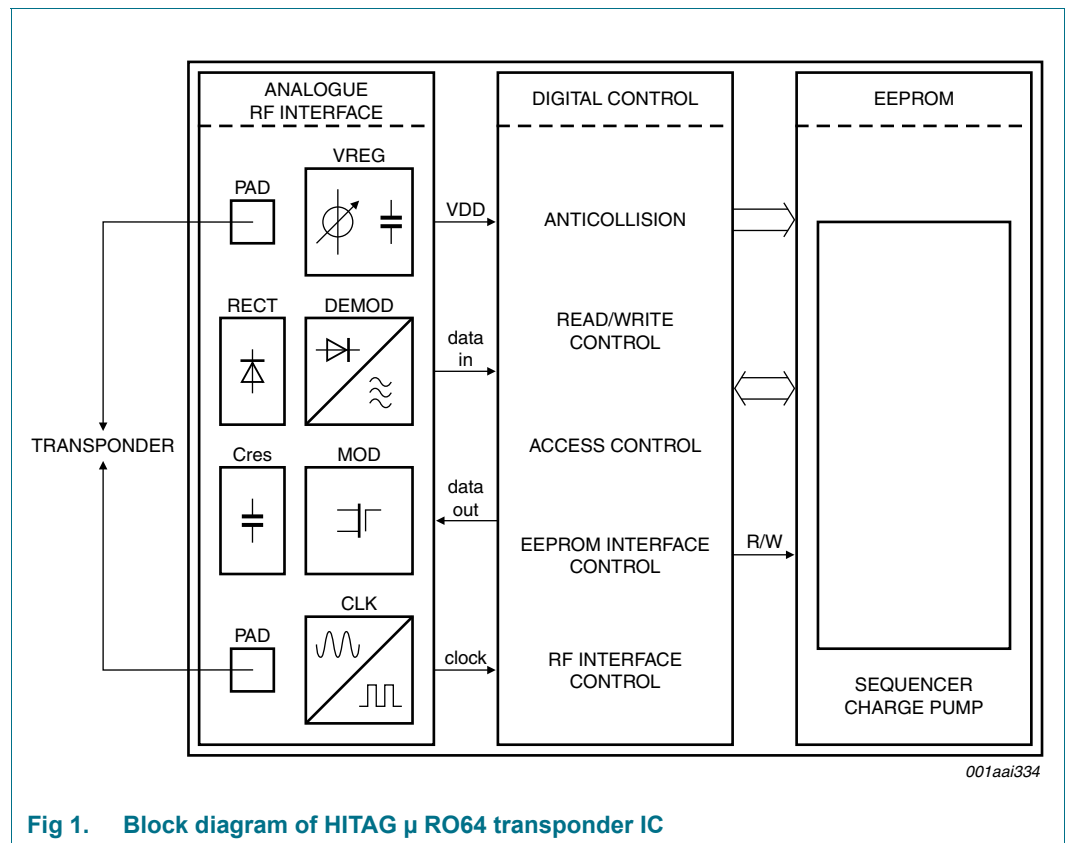 ANALOGUE
RF INTERFACE
DIGITAL CONTROL
EEPROM
VREG
PAD
VDD
ANTICOLLISION
RECT
DEMOD
data
in
READ/WRITE
CONTROL
TRANSPONDER
ACCESS CONTROL
Cres
MOD
data
out
EEPROM INTERFACE
CONTROL
R/W
CLK
PAD
clock
RF INTERFACE
CONTROL
SEQUENCER
CHARGE PUMP
001aai334
Fig 1. Block diagram of HITAG µ RO64 transponder IC